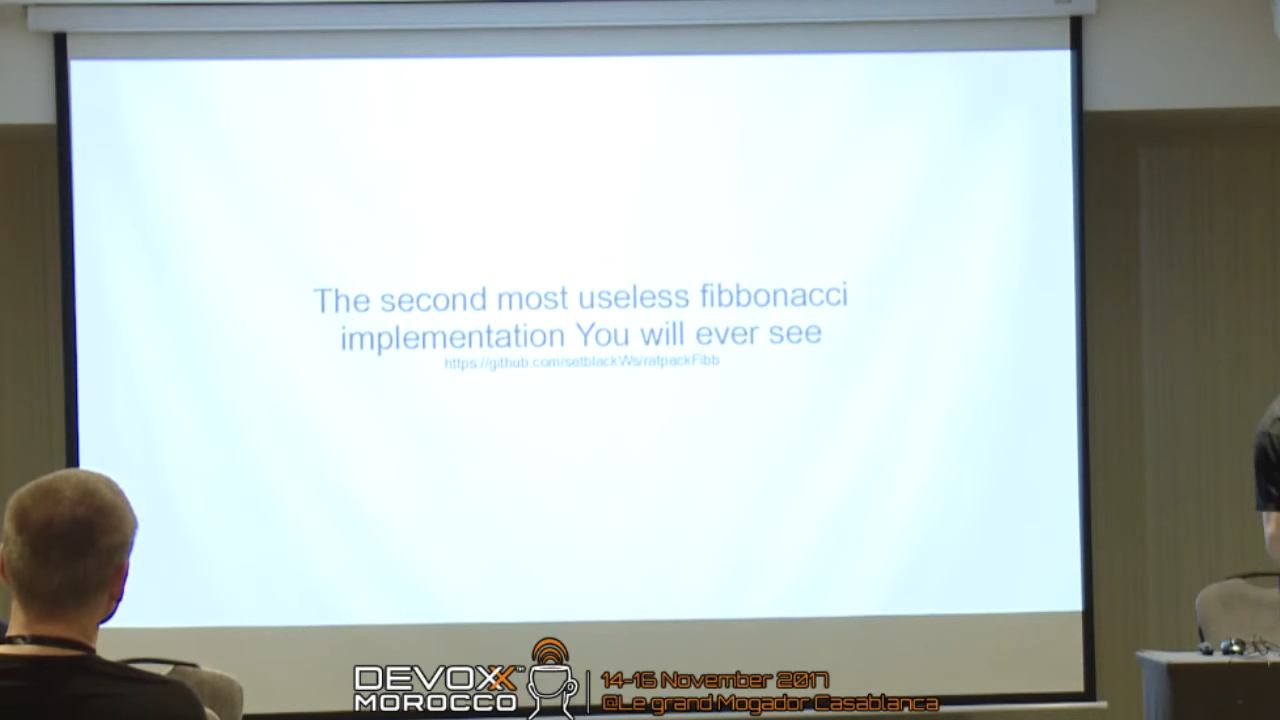 The second most useless fibbonacci
implementation You will ever see
https://github.com/setblackWs/ratpackFibb
DEVOXX™
MOROCCO
14-16 November 2017
@Le grand Mogador Casablanca